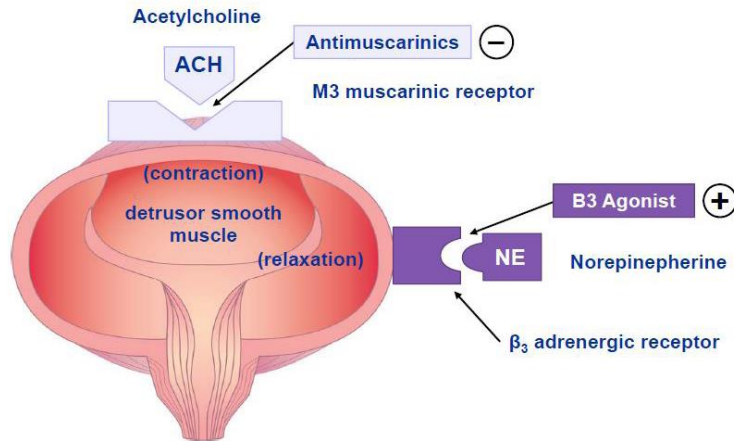 Acetylcholine
Antimuscarinics
−
ACH
M3 muscarinic receptor
(contraction)
detrusor smooth
muscle
(relaxation)
B3 Agonist
+
NE
Norepinepherine
β₃ adrenergic receptor